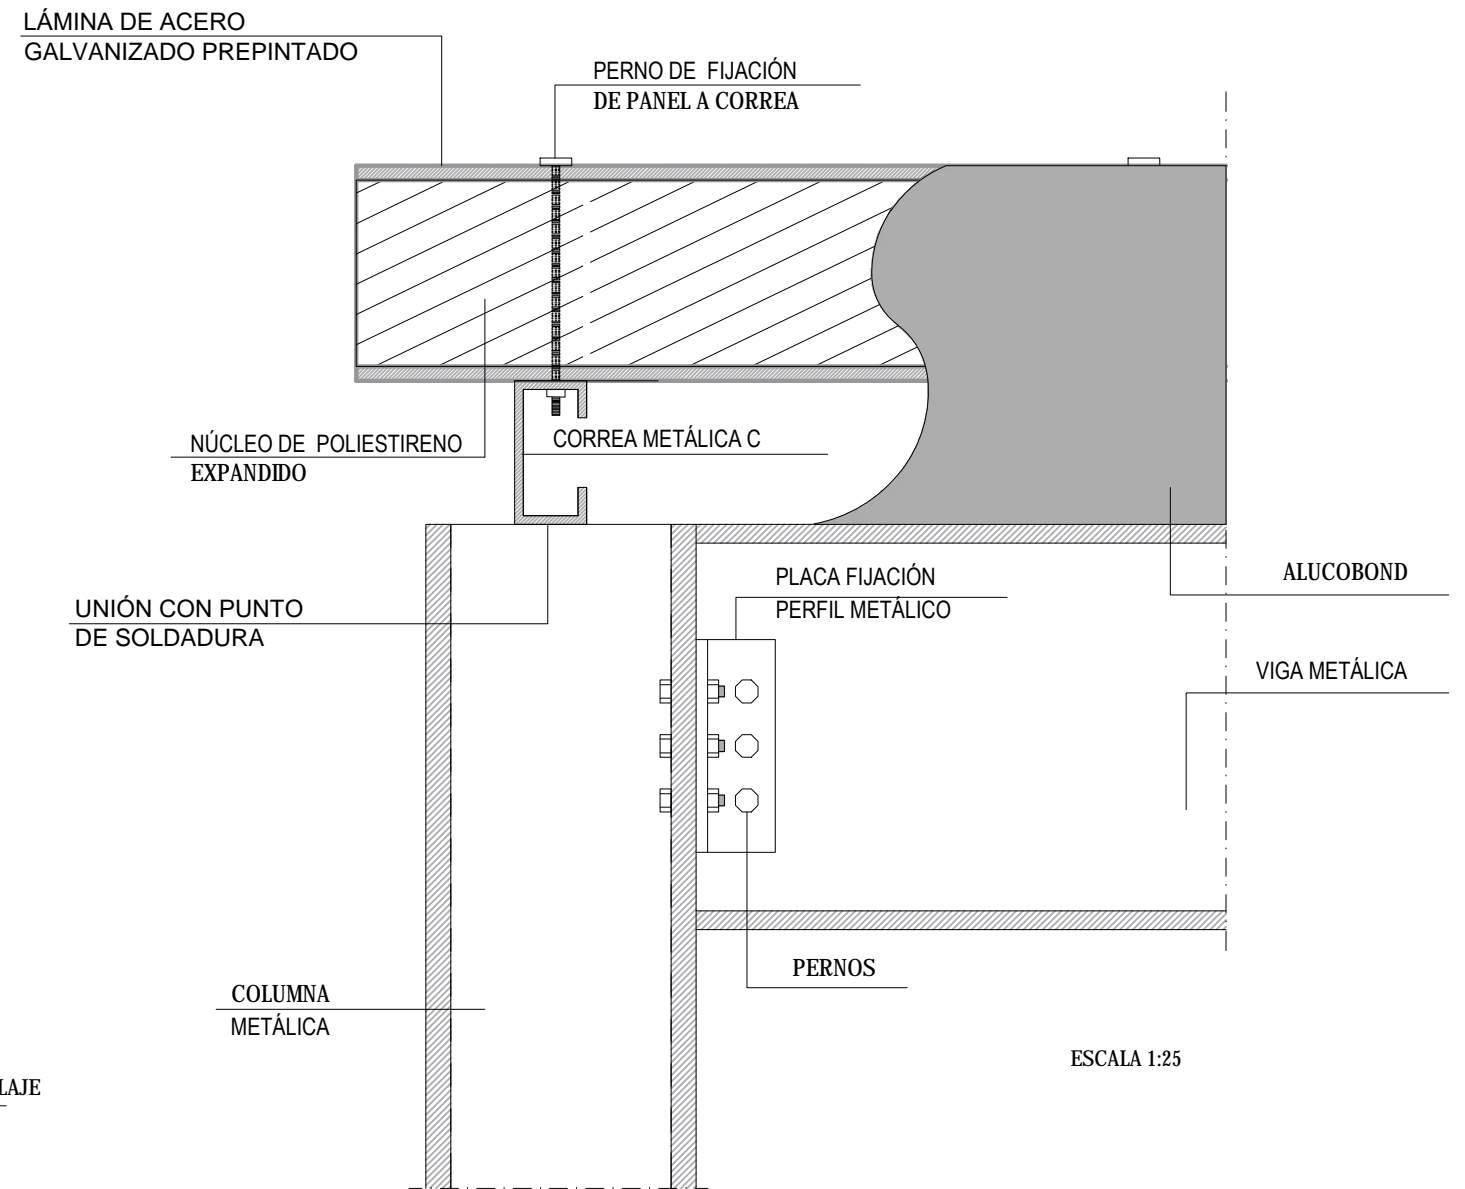 LÁMINA DE ACERO
GALVANIZADO PREPINTADO
PERNO DE FIJACIÓN
DE PANEL A CORREA
NÚCLEO DE POLIESTIRENO
EXPANDIDO
CORREA METÁLICA C
UNIÓN CON PUNTO
DE SOLDADURA
PLACA FIJACIÓN
PERFIL METÁLICO
ALUCOBOND
VIGA METÁLICA
PERNOS
COLUMNA
METÁLICA
ESCALA 1:25
LAJE